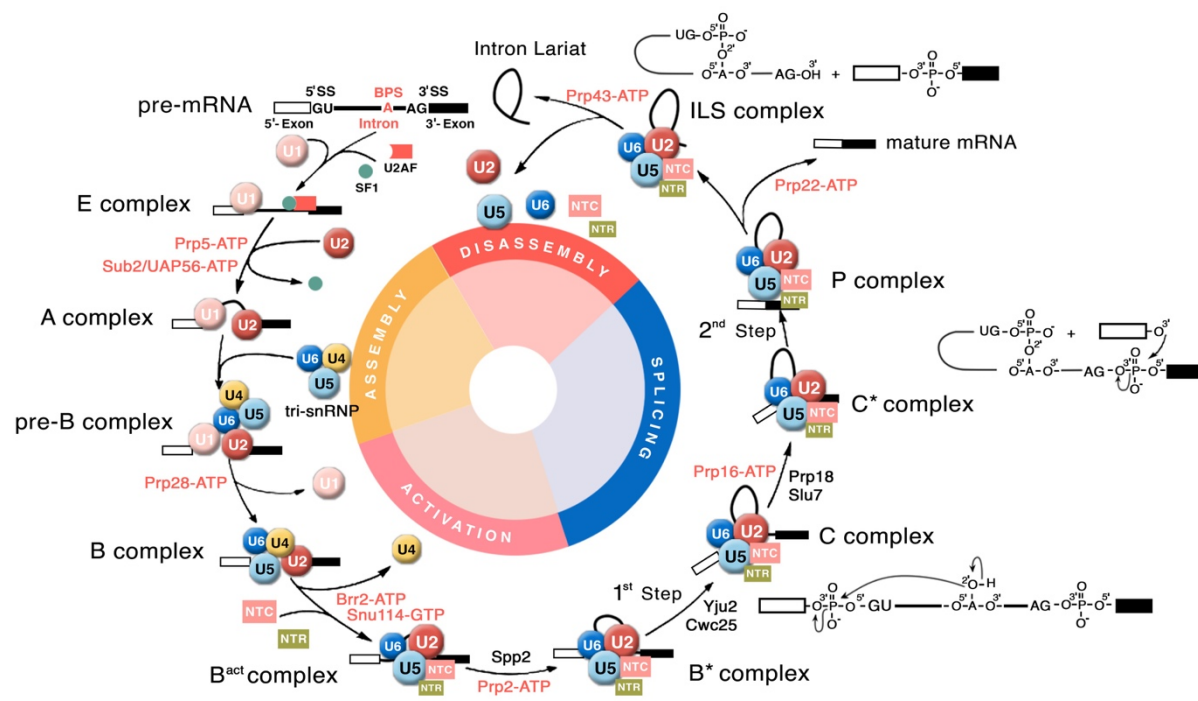 pre-mRNA
5'SS
BPS
3'SS
GU
A
AG
5'-Exon
Intron
3'-Exon
U1
U2AF
SF1
E complex
U1
Prp5-ATP
Sub2/UAP56-ATP
U2
A complex
U1
U2
U6
U4
U5
tri-snRNP
pre-B complex
U4
U6
U5
U1
U2
Prp28-ATP
U1
B complex
U6
U4
U5
U2
U4
Brr2-ATP
Snu114-GTP
NTC
NTR
Bact complex
U6
U2
U5
NTC
NTR
Spp2
Prp2-ATP
B* complex
U6
U2
U5
NTC
NTR
1st Step
Yju2
Cwc25
C complex
U6
U2
U5
NTC
NTR
2'
O-H
3'
O
5'
5'
3'
3'
O
5'
O-P-O-GU
O-A-O
AG-O-P-O
O-
O-
Prp16-ATP
Prp18
Slu7
C* complex
U6
U2
U5
NTC
NTR
O
UG-O-P-O-
5'
O 2'
5'
3'
O-A-O
+
3'
O
3'
O
5'
AG-O-P-O
O-
2nd Step
P complex
U6
U2
U5
NTC
NTR
Prp22-ATP
mature mRNA
ILS complex
U6
U2
U5
NTC
NTR
O
UG-O-P-O-
5'
O 2'
5'
3'
3'
O-A-O
AG-OH
+
3'
O
5'
O-P-O
O-
Prp43-ATP
Intron Lariat
U2
U5
U6
NTC
NTR
ASSEMBLY
DISASSEMBLY
SPLICING
ACTIVATION